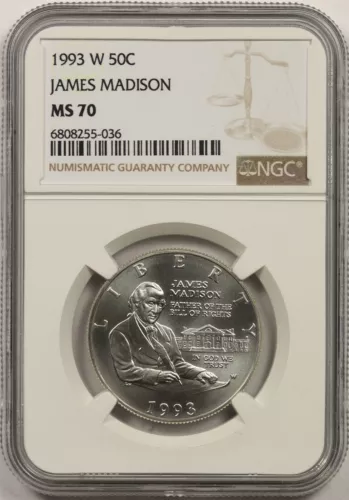 1993 W 50C
JAMES MADISON
MS 70
6808255-036
NUMISMATIC GUARANTY COMPANY
NGC®
LIBERTY
JAMES
MADISON
FATHER OF THE
BILL OF RIGHTS
IN GOD WE
TRUST
1993